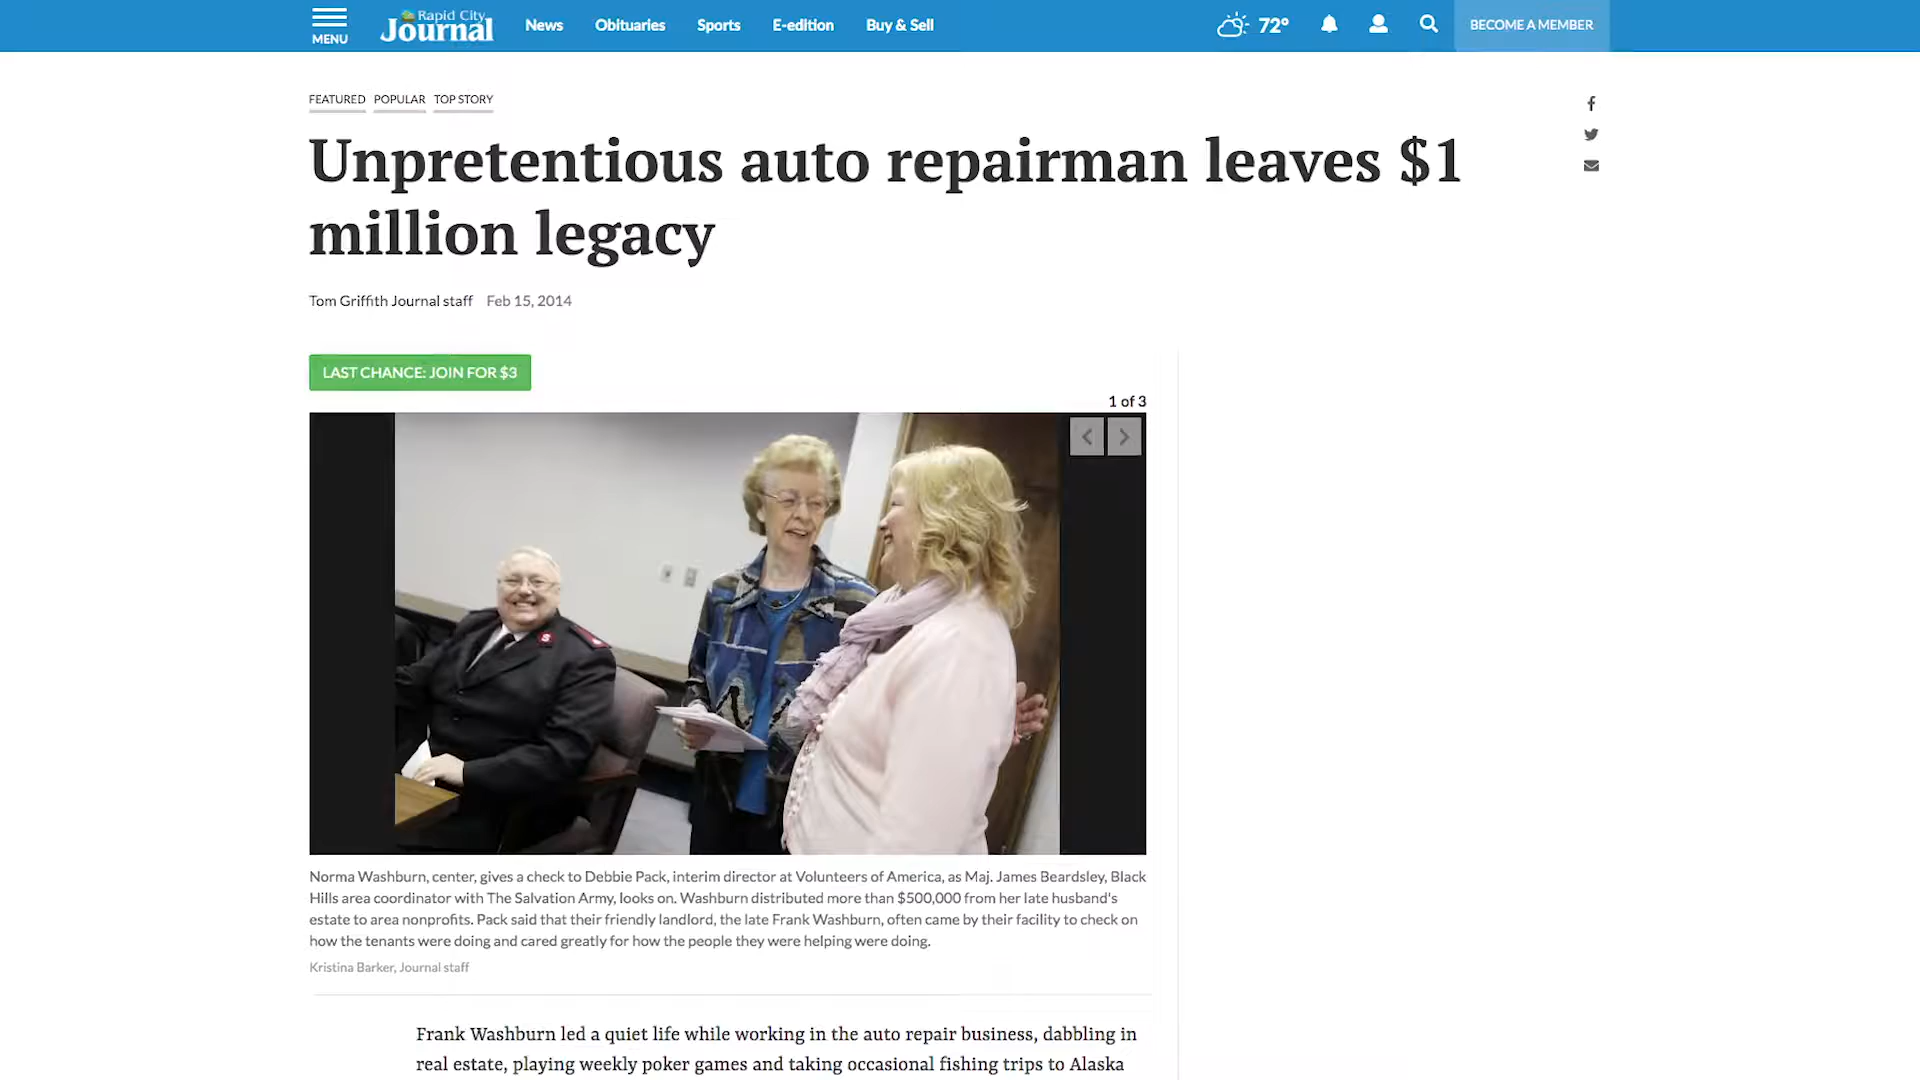 MENU
Rapid City
Journal
News
Obituaries
Sports
E-edition
Buy & Sell
72°
BECOME A MEMBER
FEATURED POPULAR TOP STORY
Unpretentious auto repairman leaves $1
million legacy
Tom Griffith Journal staff Feb 15, 2014
LAST CHANCE: JOIN FOR $3
1 of 3
Norma Washburn, center, gives a check to Debbie Pack, interim director at Volunteers of America, as Maj. James Beardsley, Black
Hills area coordinator with The Salvation Army, looks on. Washburn distributed more than $500,000 from her late husband's
estate to area nonprofits. Pack said that their friendly landlord, the late Frank Washburn, often came by their facility to check on
how the tenants were doing and cared greatly for how the people they were helping were doing.
Kristina Barker, Journal staff
Frank Washburn led a quiet life while working in the auto repair business, dabbling in
real estate, playing weekly poker games and taking occasional fishing trips to Alaska